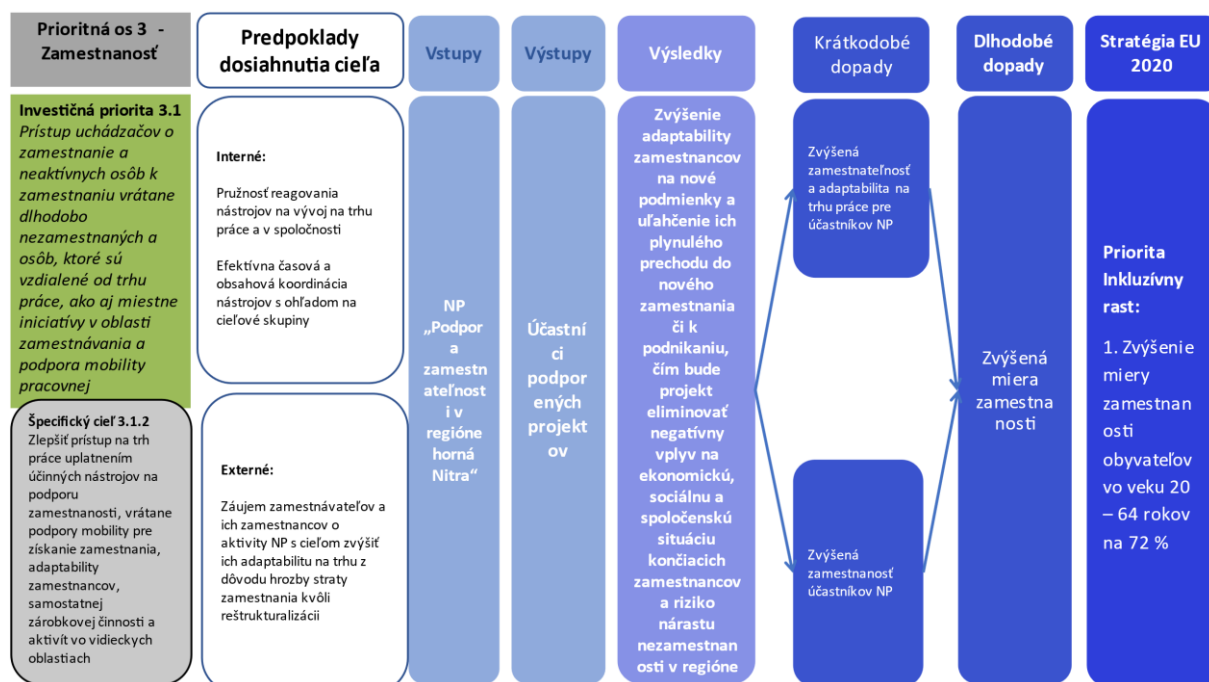 Prioritná os 3 -
Zamestnanosť
Investičná priorita 3.1
Prístup uchádzačov o
zamestnanie a
neaktívnych osôb k
zamestnaniu vrátane
dlhodobo
nezamestnaných a
osôb, ktoré sú
vzdialené od trhu
práce, ako aj miestne
iniciatívy v oblasti
zamestnávania a
podpora mobility
pracovnej
Špecifický cieľ 3.1.2
Zlepšiť prístup na trh
práce uplatnením
účinných nástrojov na
podporu
zamestnanosti, vrátane
podpory mobility pre
získanie zamestnania,
adaptability
zamestnancov,
samostatnej
zárobkovej činnosti a
aktivít vo vidieckych
oblastiach
Predpoklady
dosiahnutia cieľa
Interné:
Pružnosť reagovania
nástrojov na vývoj na trhu
práce a v spoločnosti
Efektívna časová a
obsahová koordinácia
nástrojov s ohľadom na
cieľové skupiny
Externé:
Záujem zamestnávateľov a
ich zamestnancov o
aktivity NP s cieľom zvýšiť
ich adaptabilitu na trhu z
dôvodu hrozby straty
zamestnania kvôli
reštrukturalizácii
Vstupy
NP
„Podpor
a
zamestn
ateľnost
i v
regióne
horná
Nitra“
Výstupy
Účastní
ci
podpor
ených
projekt
ov
Výsledky
Zvýšenie
adaptability
zamestnancov
na nové
podmienky a
uľahčenie ich
plynulého
prechodu do
nového
zamestnania
či k
podnikaniu,
čím bude
projekt
eliminovať
negatívny
vplyv na
ekonomickú,
sociálnu a
spoločenskú
situáciu
končiacich
zamestnancov
a riziko
nárastu
nezamestnan
osti v regióne
Krátkodobé
dopady
Zvýšená
zamestnateľnosť
a adaptabilita na
trhu práce pre
účastníkov NP
Zvýšená
zamestnanosť
účastníkov NP
Dlhodobé
dopady
Zvýšená
miera
zamestna
nosti
Stratégia EU
2020
Priorita
Inkluzívny
rast:
1. Zvýšenie
miery
zamestnan
osti
obyvateľov
vo veku 20
– 64 rokov
na 72 %